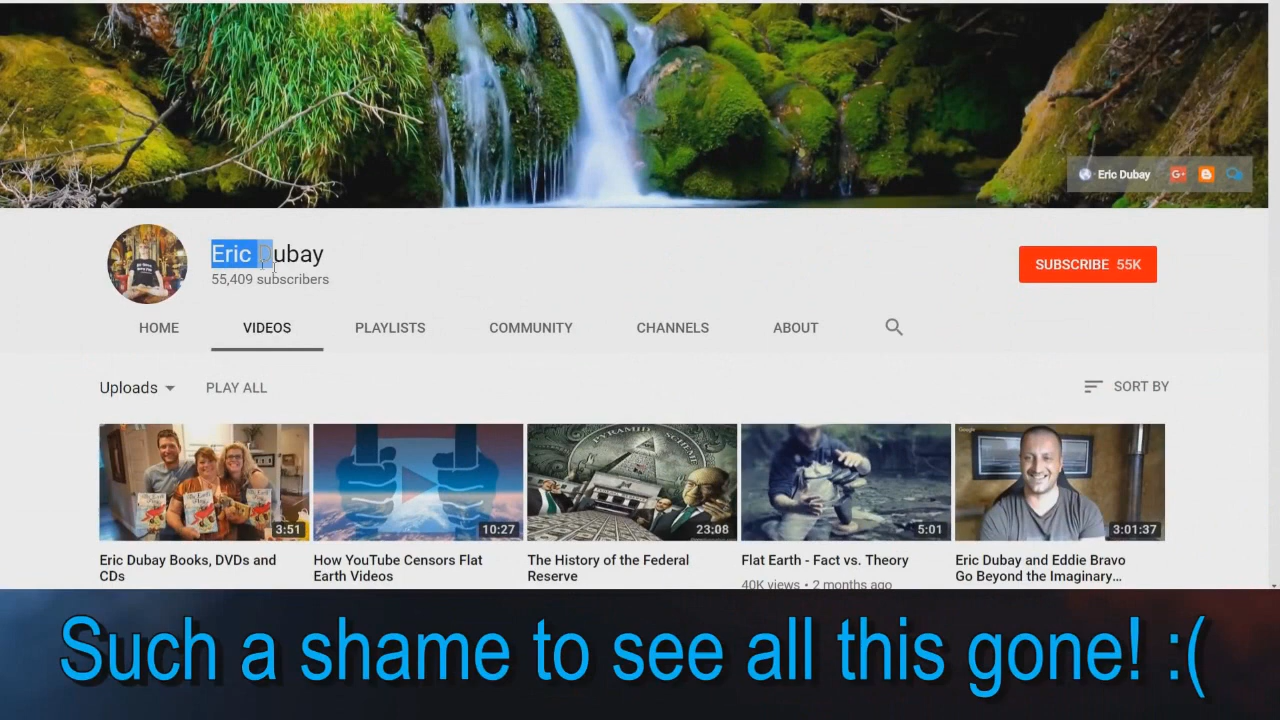 Eric Dubay
G+
Eric Dubay
55,409 subscribers
SUBSCRIBE 55K
HOME
VIDEOS
PLAYLISTS
COMMUNITY
CHANNELS
ABOUT
Uploads
PLAY ALL
SORT BY
PYRAMID SCHEME
Google
3:51
10:27
23:08
5:01
3:01:37
Eric Dubay Books, DVDs and
CDs
How YouTube Censors Flat
Earth Videos
The History of the Federal
Reserve
Flat Earth - Fact vs. Theory
40K views • 2 months ago
Eric Dubay and Eddie Bravo
Go Beyond the Imaginary...
Such a shame to see all this gone! :(